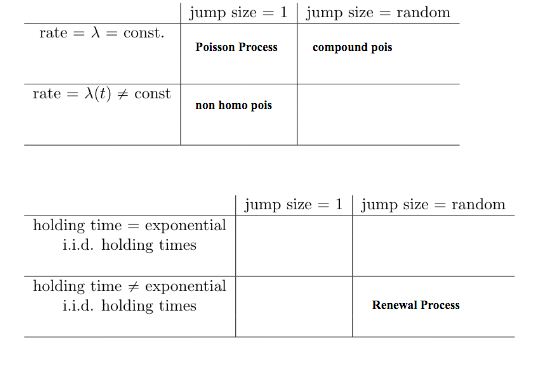 jump size = 1 jump size = random
rate = λ = const.
Poisson Process compound pois
rate = λ(t) ≠ const
non homo pois
jump size = 1 jump size = random
holding time = exponential
i.i.d. holding times
holding time ≠ exponential
i.i.d. holding times Renewal Process